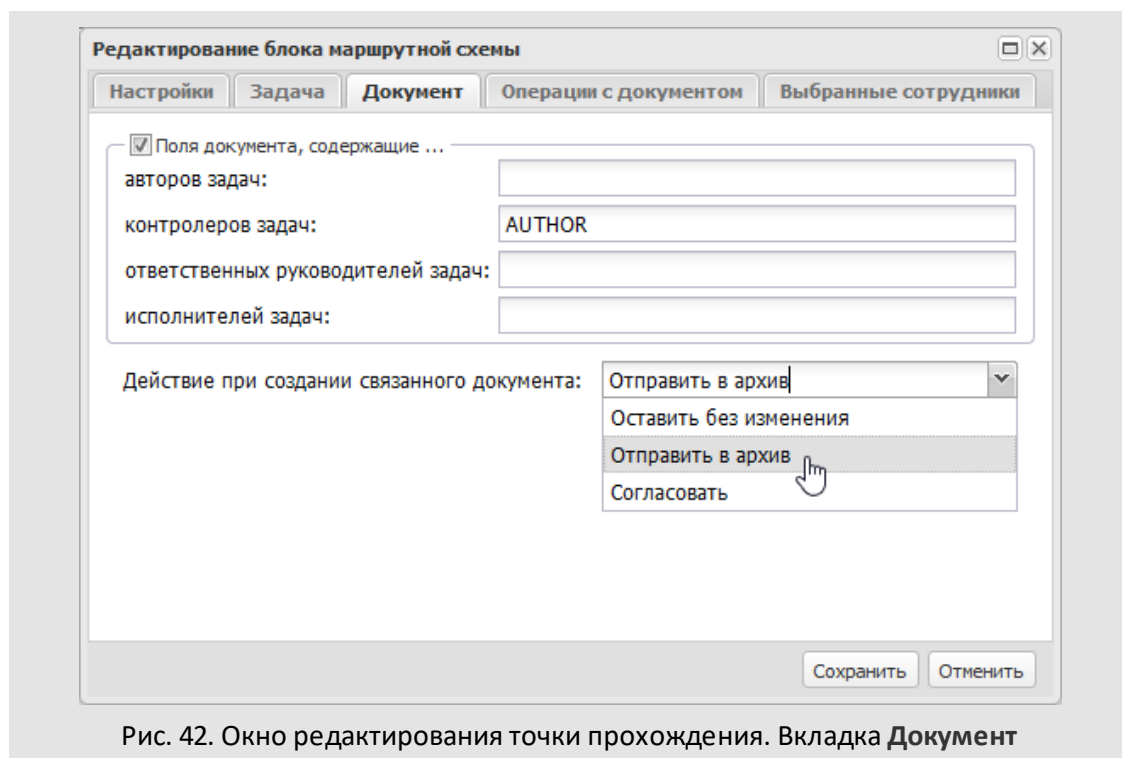 Редактирование блока маршрутной схемы
Настройки Задача Документ Операции с документом Выбранные сотрудники
Поля документа, содержащие ...
авторов задач:
контролеров задач: AUTHOR
ответственных руководителей задач:
исполнителей задач:
Действие при создании связанного документа: Отправить в архив
Оставить без изменения
Отправить в архив
Согласовать
Сохранить Отменить
Рис. 42. Окно редактирования точки прохождения. Вкладка Документ